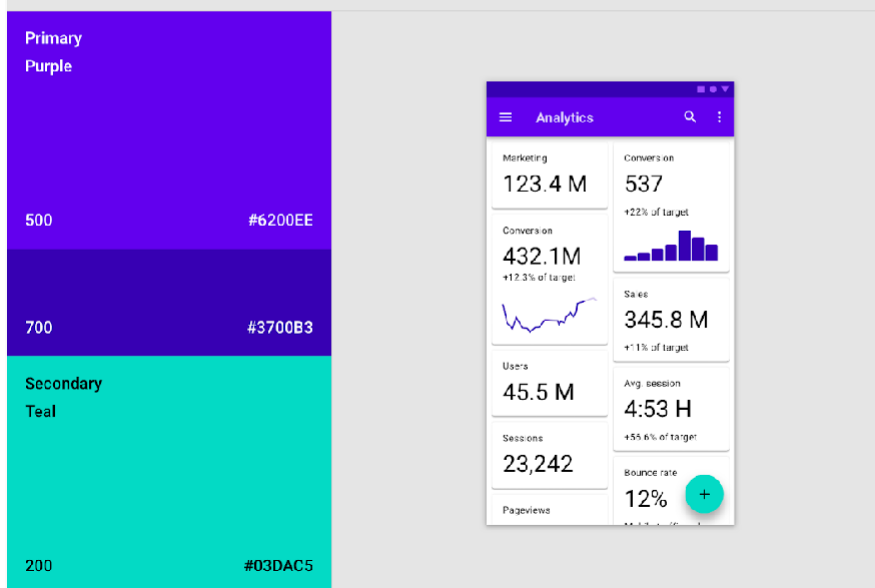 Primary
Purple
500 #6200EE
700 #3700B3
Secondary
Teal
200 #03DAC5
Analytics
Marketing
123.4 M
Conversion
432.1M
+12.3% of target
Users
45.5 M
Sessions
23,242
Pageviews
Conversion
537
+22% of target
Sales
345.8 M
+11% of target
Avg. session
4:53 H
+56.6% of target
Bounce rate
12%
+